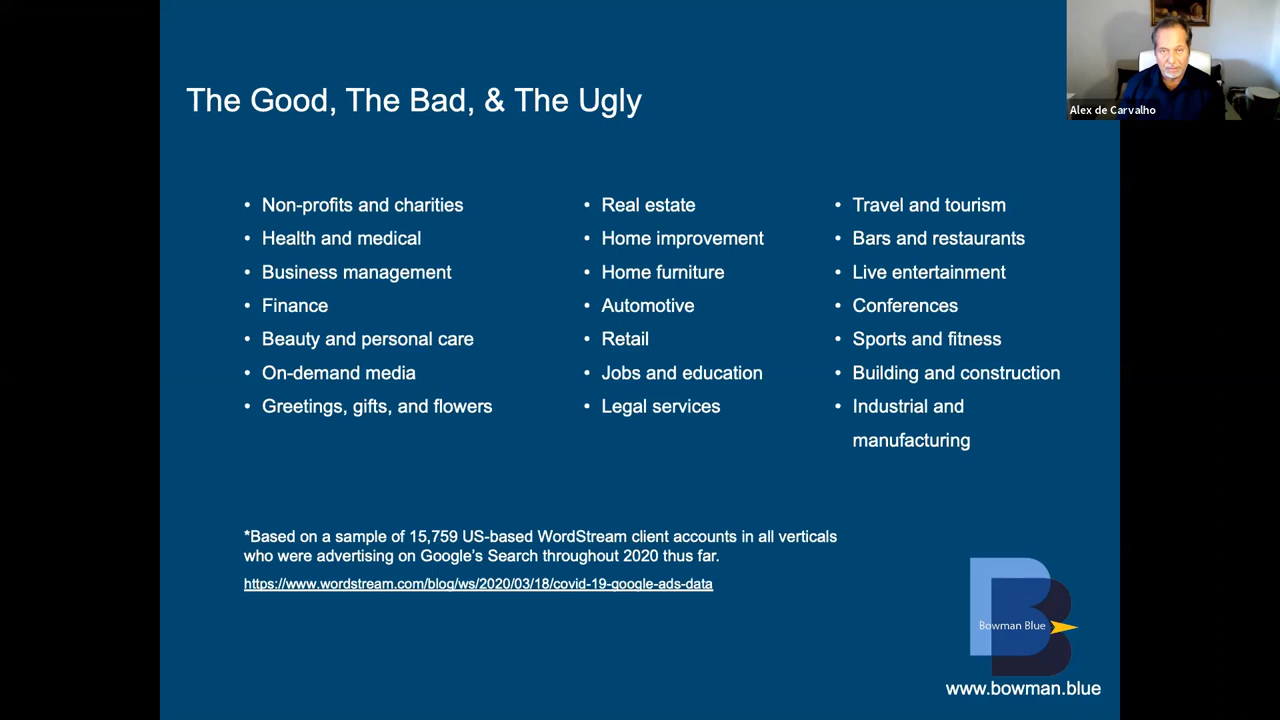 The Good, The Bad, & The Ugly
Alex de Carvalho
• Non-profits and charities
• Health and medical
• Business management
• Finance
• Beauty and personal care
• On-demand media
• Greetings, gifts, and flowers
• Real estate
• Home improvement
• Home furniture
• Automotive
• Retail
• Jobs and education
• Legal services
• Travel and tourism
• Bars and restaurants
• Live entertainment
• Conferences
• Sports and fitness
• Building and construction
• Industrial and
manufacturing
*Based on a sample of 15,759 US-based WordStream client accounts in all verticals
who were advertising on Google's Search throughout 2020 thus far.
https://www.wordstream.com/blog/ws/2020/03/18/covid-19-google-ads-data
Bowman Blue
www.bowman.blue